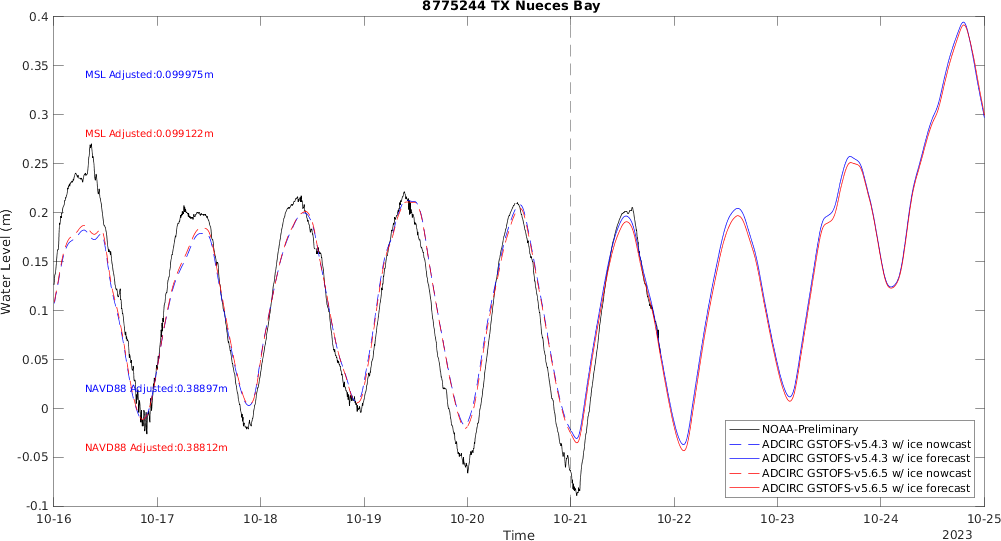 8775244 TX Nueces Bay
0.4
0.35
0.3
0.25
0.2
0.15
0.1
0.05
0
-0.05
-0.1
Water Level (m)
MSL Adjusted:0.099975m
MSL Adjusted:0.099122m
NAVD88 Adjusted:0.38897m
NAVD88 Adjusted:0.38812m
NOAA-Preliminary
ADCIRC GSTOFS-v5.4.3 w/ ice nowcast
ADCIRC GSTOFS-v5.4.3 w/ ice forecast
ADCIRC GSTOFS-v5.6.5 w/ ice nowcast
ADCIRC GSTOFS-v5.6.5 w/ ice forecast
10-16 10-17 10-18 10-19 10-20 10-21 10-22 10-23 10-24 10-25
Time
2023